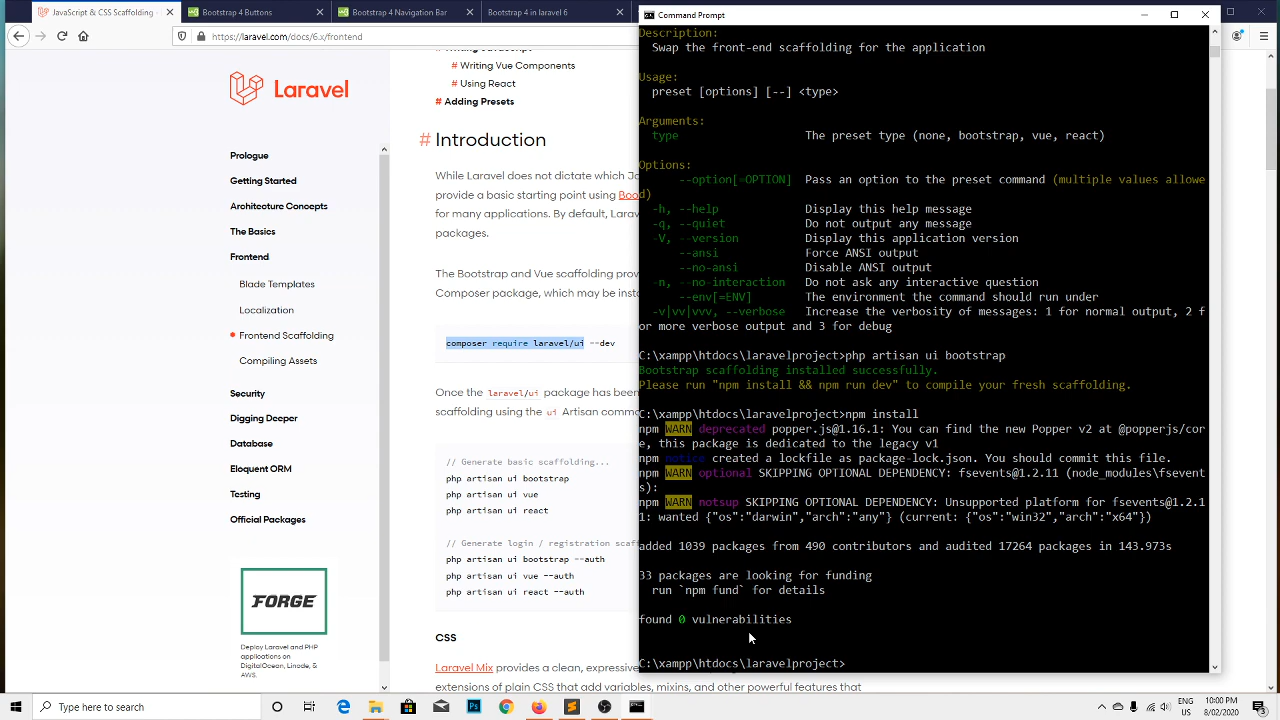 JavaScript & CSS Scaffolding -
Bootstrap 4 Buttons
Bootstrap 4 Navigation Bar
Bootstrap 4 in laravel 6
https://laravel.com/docs/6.x/frontend
Laravel
Prologue
Getting Started
Architecture Concepts
The Basics
Frontend
Blade Templates
Localization
Frontend Scaffolding
Compiling Assets
Security
Digging Deeper
Database
Eloquent ORM
Testing
Official Packages
FORGE
Deploy Laravel and PHP
applications on
DigitalOcean, Linode, &
AWS.
# Writing Vue Components
# Using React
# Adding Presets
# Introduction
While Laravel does not dictate which Ja
provide a basic starting point using Boo
for many applications. By default, Larav
packages.
The Bootstrap and Vue scaffolding pro
Composer package, which may be inst
composer require laravel/ui --dev
Once the laravel/ui package has been
scaffolding using the ui Artisan comma
// Generate basic scaffolding...
php artisan ui bootstrap
php artisan ui vue
php artisan ui react
// Generate login / registration scaff
php artisan ui bootstrap --auth
php artisan ui vue --auth
php artisan ui react --auth
CSS
Laravel Mix provides a clean, expressive
extensions of plain CSS that add variables, mixins, and other powerful features that
Command Prompt
Description:
Swap the front-end scaffolding for the application
Usage:
preset [options] [--] <type>
Arguments:
type The preset type (none, bootstrap, vue, react)
Options:
--option[=OPTION] Pass an option to the preset command (multiple values allowe
d)
-h, --help Display this help message
-q, --quiet Do not output any message
-V, --version Display this application version
--ansi Force ANSI output
--no-ansi Disable ANSI output
-n, --no-interaction Do not ask any interactive question
--env[=ENV] The environment the command should run under
-v|vv|vvv, --verbose Increase the verbosity of messages: 1 for normal output, 2 f
or more verbose output and 3 for debug
C:\xampp\htdocs\laravelproject>php artisan ui bootstrap
Bootstrap scaffolding installed successfully.
Please run "npm install && npm run dev" to compile your fresh scaffolding.
C:\xampp\htdocs\laravelproject>npm install
npm WARN deprecated popper.js@1.16.1: You can find the new Popper v2 at @popperjs/cor
e, this package is dedicated to the legacy v1
npm notice created a lockfile as package-lock.json. You should commit this file.
npm WARN optional SKIPPING OPTIONAL DEPENDENCY: fsevents@1.2.11 (node_modules\fsevent
s):
npm WARN notsup SKIPPING OPTIONAL DEPENDENCY: Unsupported platform for fsevents@1.2.1
1: wanted {"os":"darwin","arch":"any"} (current: {"os":"win32","arch":"x64"})
added 1039 packages from 490 contributors and audited 17264 packages in 143.973s
33 packages are looking for funding
run `npm fund` for details
found 0 vulnerabilities
C:\xampp\htdocs\laravelproject>
Type here to search
ENG
US
10:00 PM
8/02/2020